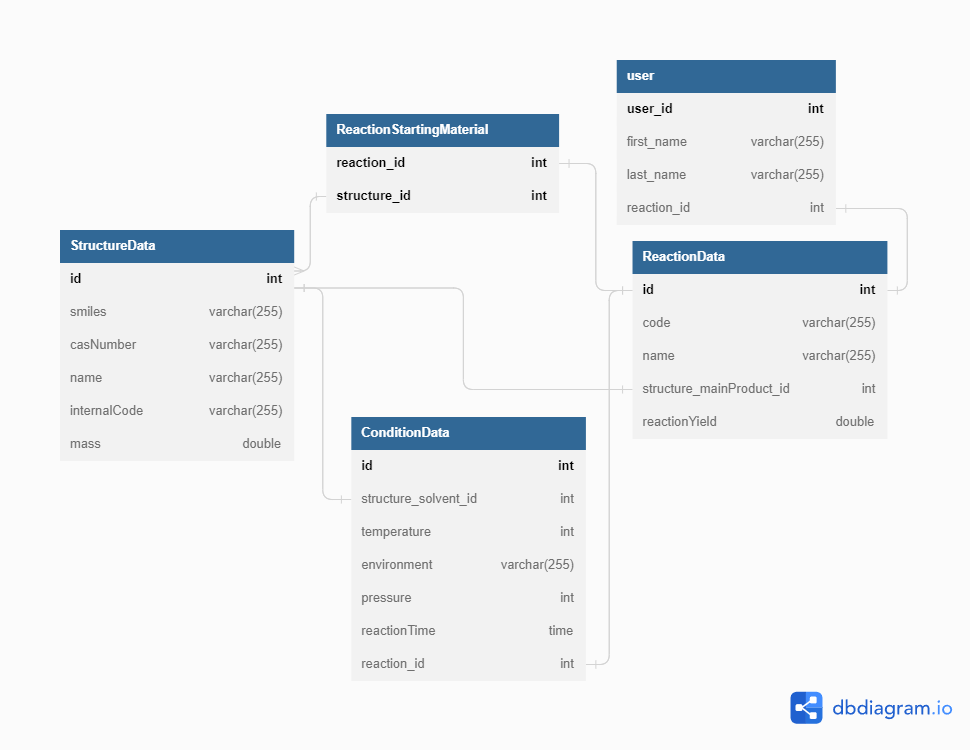 user
user_id int
first_name varchar(255)
last_name varchar(255)
reaction_id int
ReactionStartingMaterial
reaction_id int
structure_id int
StructureData
id int
smiles varchar(255)
casNumber varchar(255)
name varchar(255)
internalCode varchar(255)
mass double
ReactionData
id int
code varchar(255)
name varchar(255)
structure_mainProduct_id int
reactionYield double
ConditionData
id int
structure_solvent_id int
temperature int
environment varchar(255)
pressure int
reactionTime time
reaction_id int
dbdiagram.io